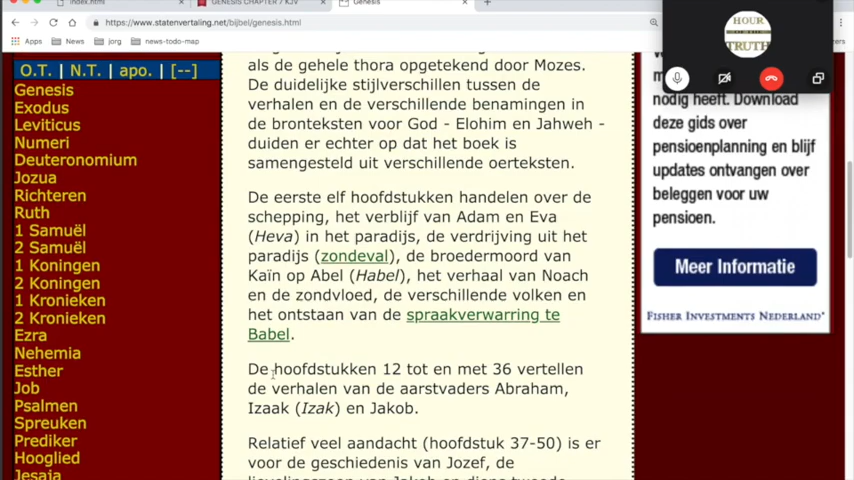 index.html
GENESIS CHAPTER 7 KJV
Genesis
https://www.statenvertaling.net/bijbel/genesis.html
Apps
News
jorg
news-todo-map
HOUR
TRUTH
O.T. | N.T. | apo. | [--]
Genesis
Exodus
Leviticus
Numeri
Deuteronomium
Jozua
Richteren
Ruth
1 Samuël
2 Samuël
1 Koningen
2 Koningen
1 Kronieken
2 Kronieken
Ezra
Nehemia
Esther
Job
Psalmen
Spreuken
Prediker
Hooglied
Jesaja
als de gehele thora opgetekend door Mozes.
De duidelijke stijlverschillen tussen de
verhalen en de verschillende benamingen in
de bronteksten voor God - Elohim en Jahweh -
duiden er echter op dat het boek is
samengesteld uit verschillende oerteksten.
De eerste elf hoofdstukken handelen over de
schepping, het verblijf van Adam en Eva
(Heva) in het paradijs, de verdrijving uit het
paradijs (zondeval), de broedermoord van
Kaïn op Abel (Habel), het verhaal van Noach
en de zondvloed, de verschillende volken en
het ontstaan van de spraakverwarring te
Babel.
De hoofdstukken 12 tot en met 36 vertellen
de verhalen van de aarstvaders Abraham,
Izaak (Izak) en Jakob.
Relatief veel aandacht (hoofdstuk 37-50) is er
voor de geschiedenis van Jozef, de
lievelingszoon van Jakob en diens tweede
nodig heeft. Download
deze gids over
pensioenplanning en blijf
updates ontvangen over
beleggen voor uw
pensioen.
Meer Informatie
FISHER INVESTMENTS NEDERLAND